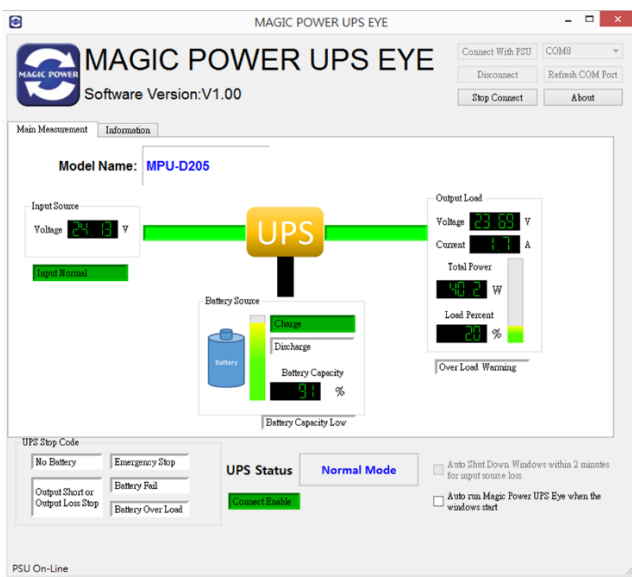 MAGIC POWER UPS EYE
MAGIC POWER
MAGIC POWER UPS EYE
Software Version:V1.00
Connect With PSU
COM8
Disconnect
Refresh COM Port
Stop Connect
About
Main Measurement
Information
Model Name:
MPU-D205
Input Source
Voltage 24.13 V
Input Normal
UPS
Output Load
Voltage 23.69 V
Current 1.7 A
Total Power
40.2 W
Load Percent
20 %
Over Load Warming
Battery Source
Battery
Charge
Discharge
Battery Capacity
91 %
Battery Capacity Low
UPS Stop Code
No Battery
Emergency Stop
Output Short or
Output Loss Stop
Battery Fail
Battery Over Load
UPS Status
Normal Mode
Connect Enable
Auto Shut Down Windows within 2 minutes
for input source loss
Auto run Magic Power UPS Eye when the
windows start
PSU On-Line